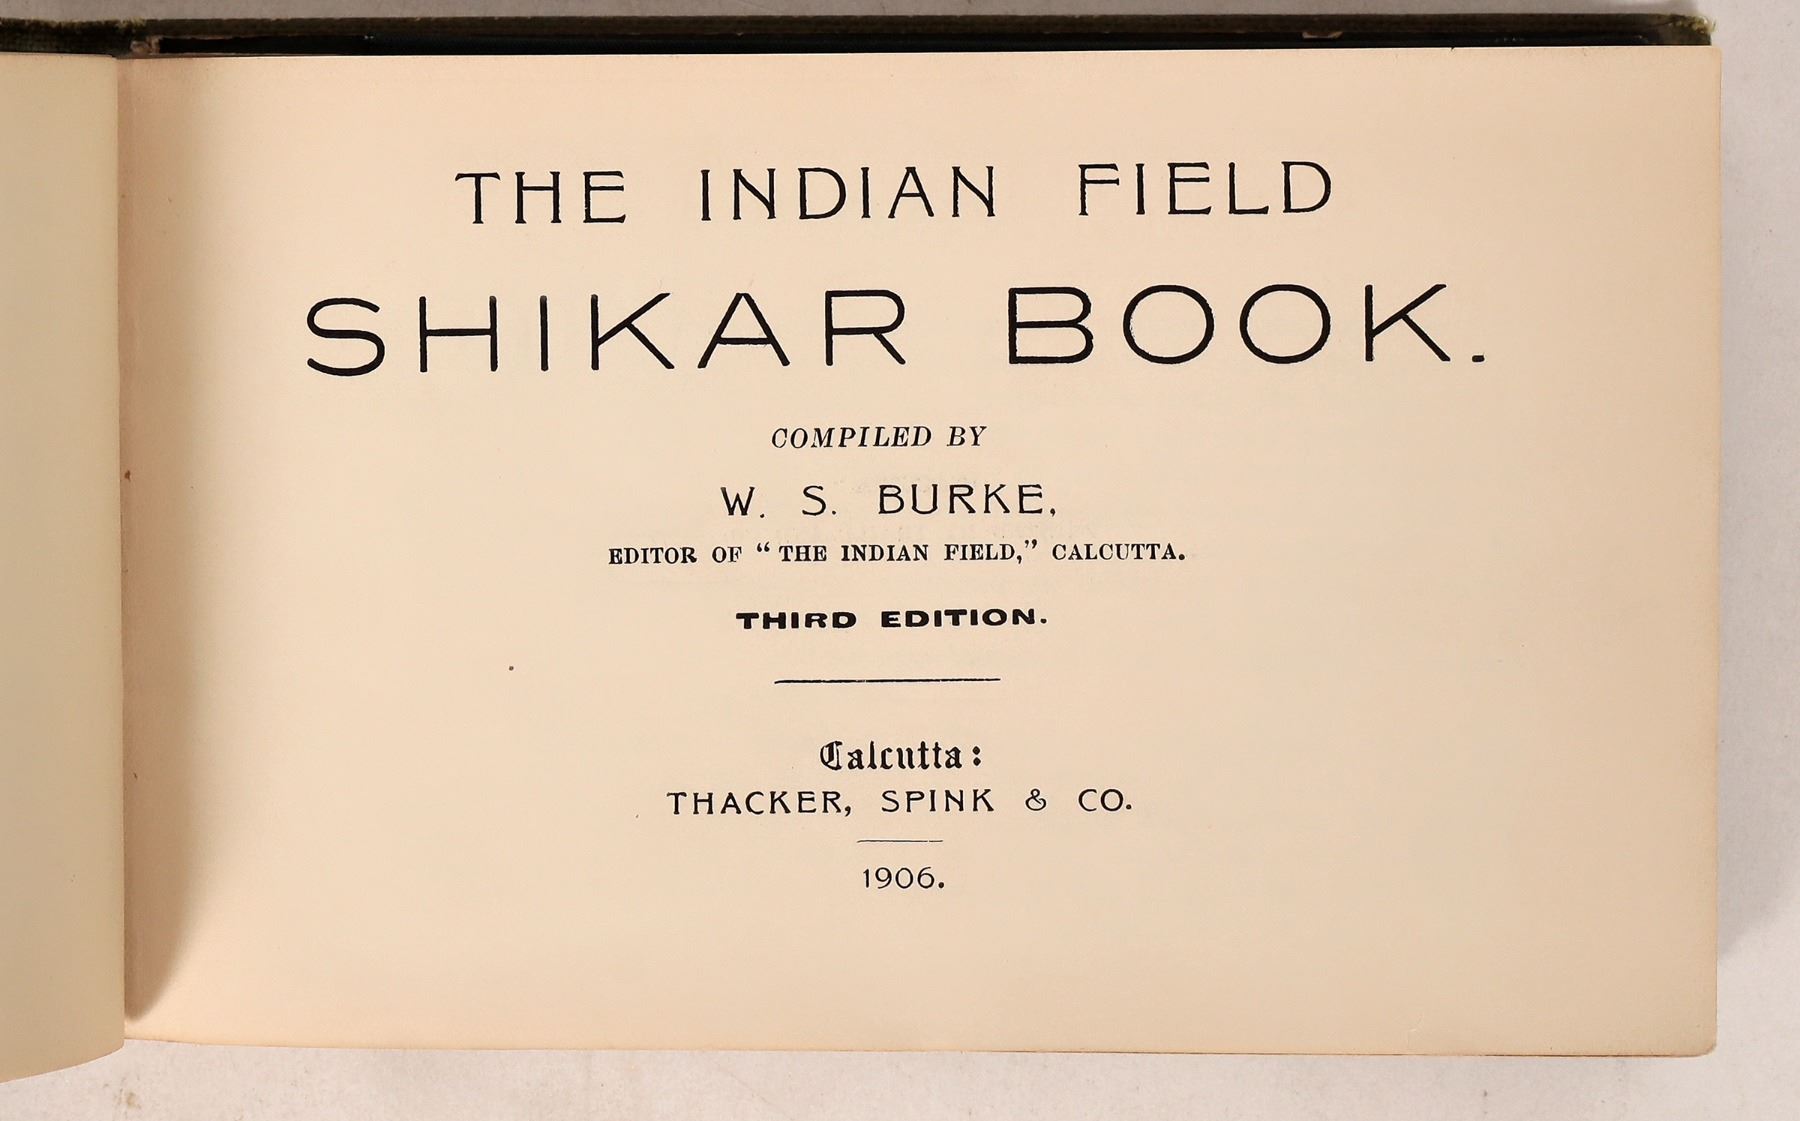 THE INDIAN FIELD
SHIKAR BOOK.
COMPILED BY
W. S. BURKE,
EDITOR OF “ THE INDIAN FIELD,” CALCUTTA.
THIRD EDITION.
Calcutta:
THACKER, SPINK & CO.
1906.